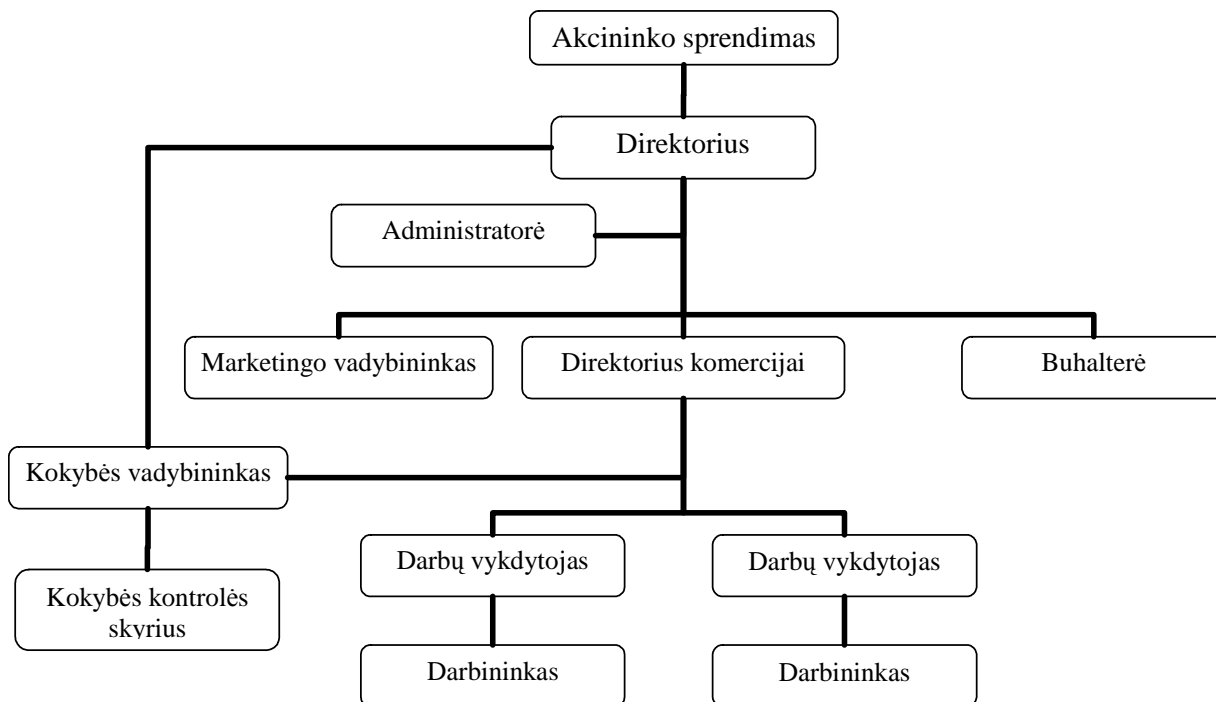 Akcininko sprendimas
Direktorius
Administratorė
Marketingo vadybininkas
Direktorius komercijai
Buhalterė
Kokybės vadybininkas
Darbų vykdytojas
Darbų vykdytojas
Kokybės kontrolės
skyrius
Darbininkas
Darbininkas